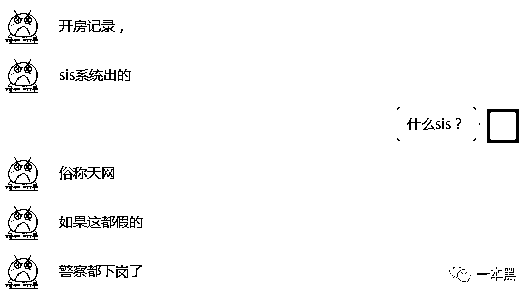 开房记录，
sis系统出的
什么sis？
俗称天网
如果这都假的
警察都下岗了
一本黑